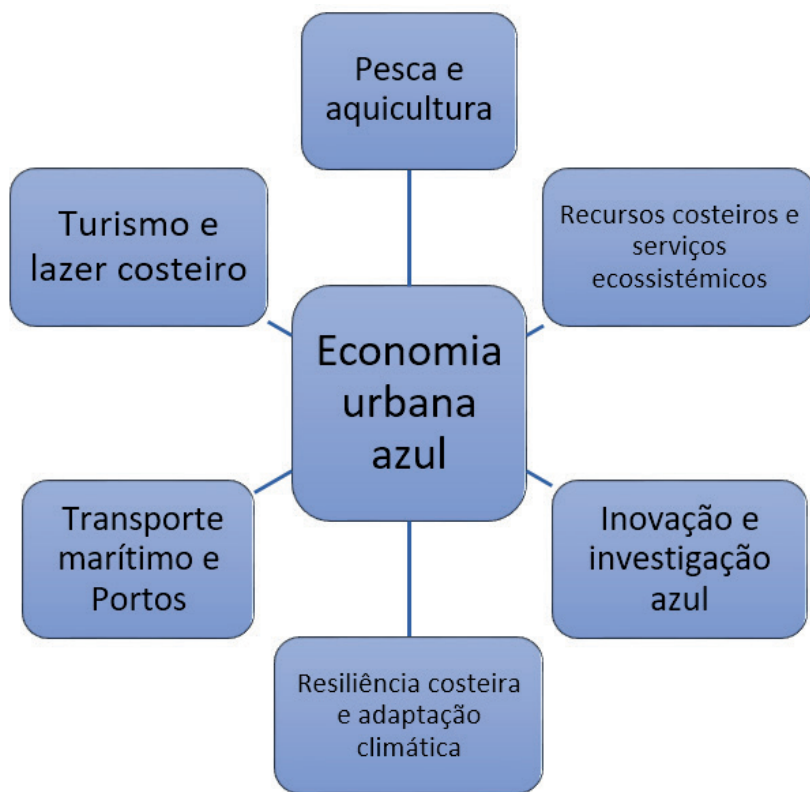 Pesca e
aquicultura
Turismo e
lazer costeiro
Recursos costeiros e
serviços
ecossistémicos
Economia
urbana
azul
Transporte
marítimo e
Portos
Inovação e
investigação
azul
Resiliência costeira
e adaptação
climática